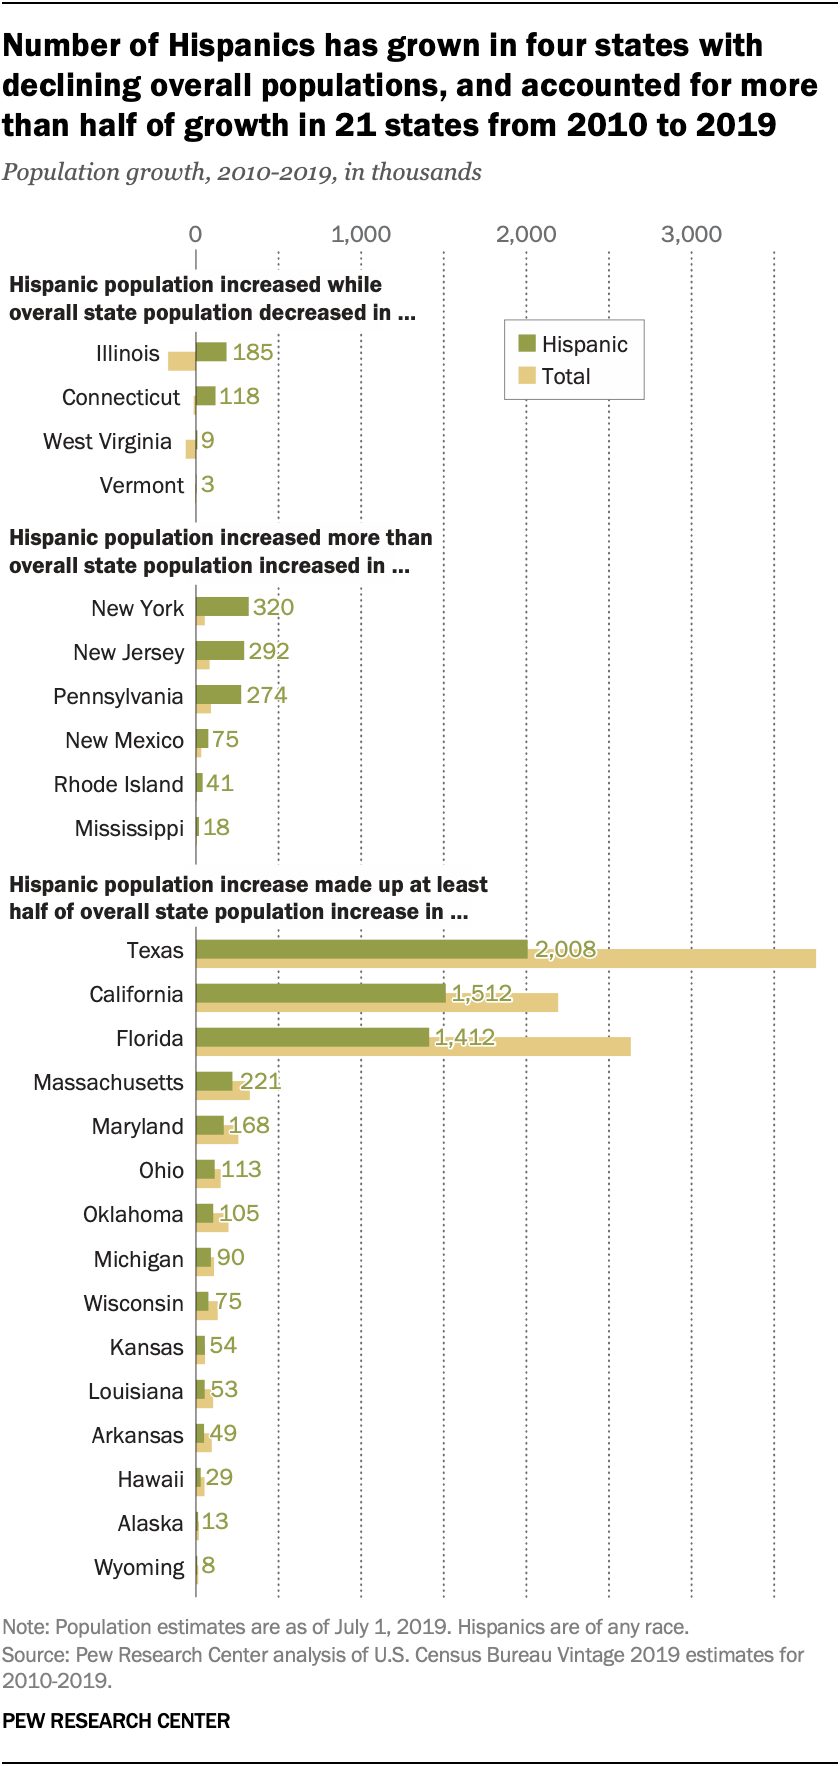 Number of Hispanics has grown in four states with
declining overall populations, and accounted for more
than half of growth in 21 states from 2010 to 2019
Population growth, 2010-2019, in thousands
0 1,000 2,000 3,000
Hispanic population increased while
overall state population decreased in ...
Hispanic
Total
Illinois 185
Connecticut 118
West Virginia 9
Vermont 3
Hispanic population increased more than
overall state population increased in ...
New York 320
New Jersey 292
Pennsylvania 274
New Mexico 75
Rhode Island 41
Mississippi 18
Hispanic population increase made up at least
half of overall state population increase in ...
Texas 2,008
California 1,512
Florida 1,412
Massachusetts 221
Maryland 168
Ohio 113
Oklahoma 105
Michigan 90
Wisconsin 75
Kansas 54
Louisiana 53
Arkansas 49
Hawaii 29
Alaska 13
Wyoming 8
Note: Population estimates are as of July 1, 2019. Hispanics are of any race.
Source: Pew Research Center analysis of U.S. Census Bureau Vintage 2019 estimates for
2010-2019.
PEW RESEARCH CENTER